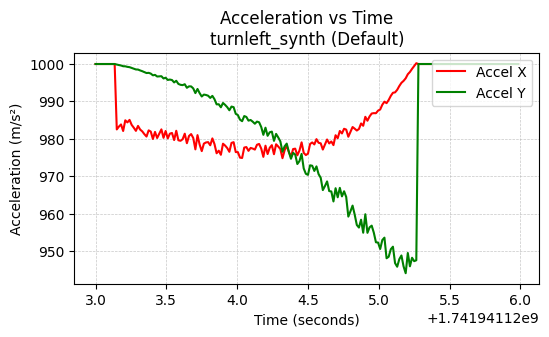 Acceleration vs Time
turnleft_synth (Default)
Acceleration (m/s²)
1000
990
980
970
960
950
Accel X
Accel Y
3.0 3.5 4.0 4.5 5.0 5.5 6.0
Time (seconds)
+1.74194112e9